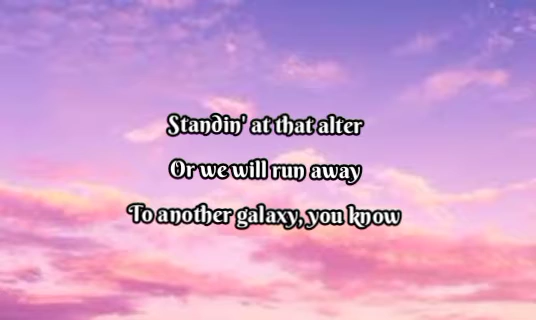 Standin' at that alter
Or we will run away
To another galaxy, you know